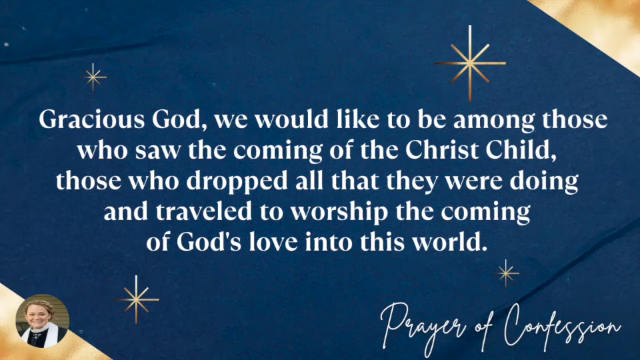 Gracious God, we would like to be among those
who saw the coming of the Christ Child,
those who dropped all that they were doing
and traveled to worship the coming
of God's love into this world.
Prayer of Confession